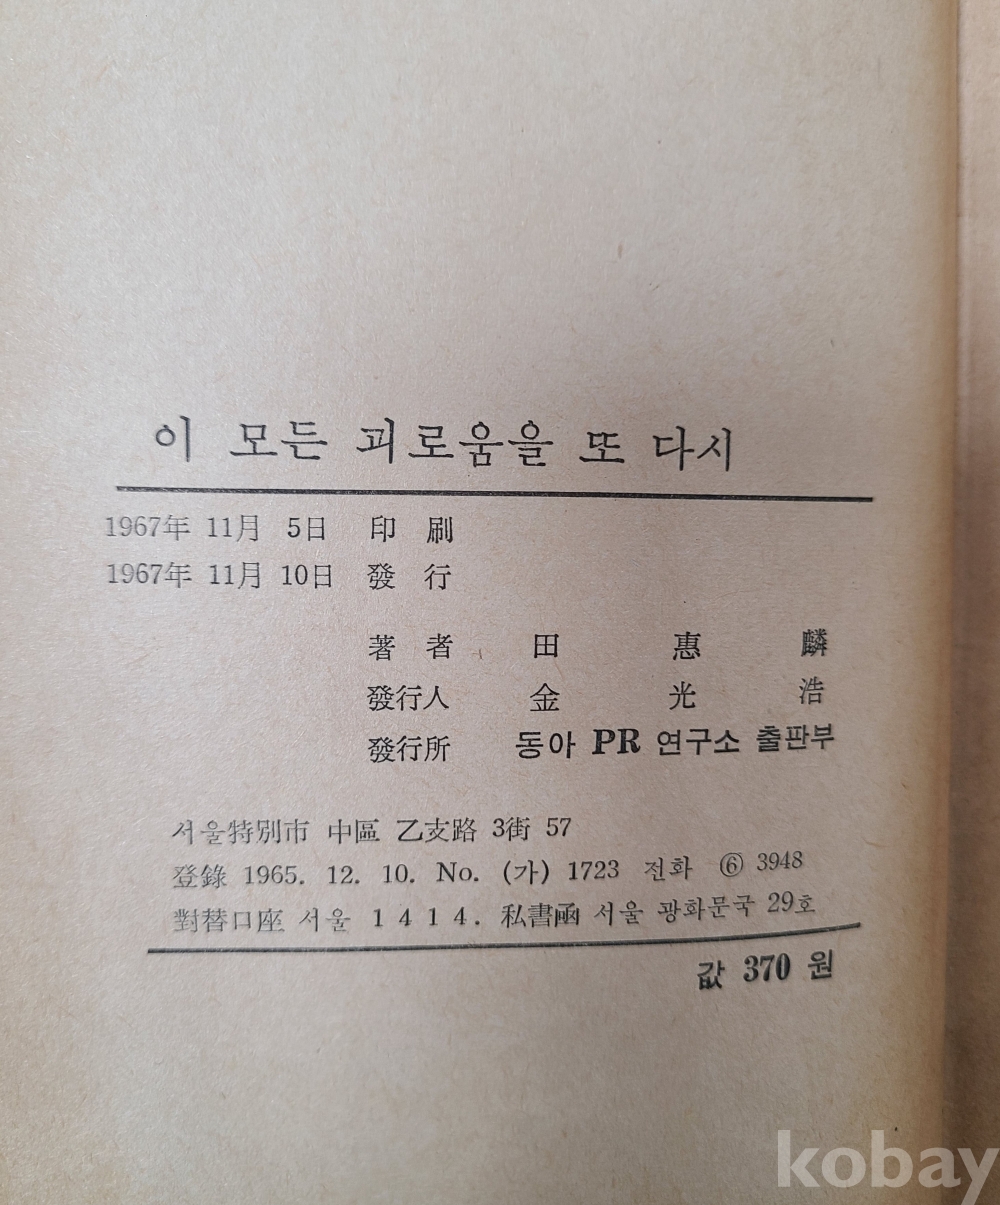 이 모든 괴로움을 또 다시
1967年 11月 5日 印 刷
1967年 11月 10日 發 行
著 者 田 惠 麟
發行人 金 光 浩
發行所 동아 PR 연구소 출판부
서울特別市 中區 乙支路 3街 57
登錄 1965. 12. 10. No. (가) 1723 전화 ⑥ 3948
對替口座 서울 1414. 私書函 서울 광화문국 29호
값 370 원
kobay